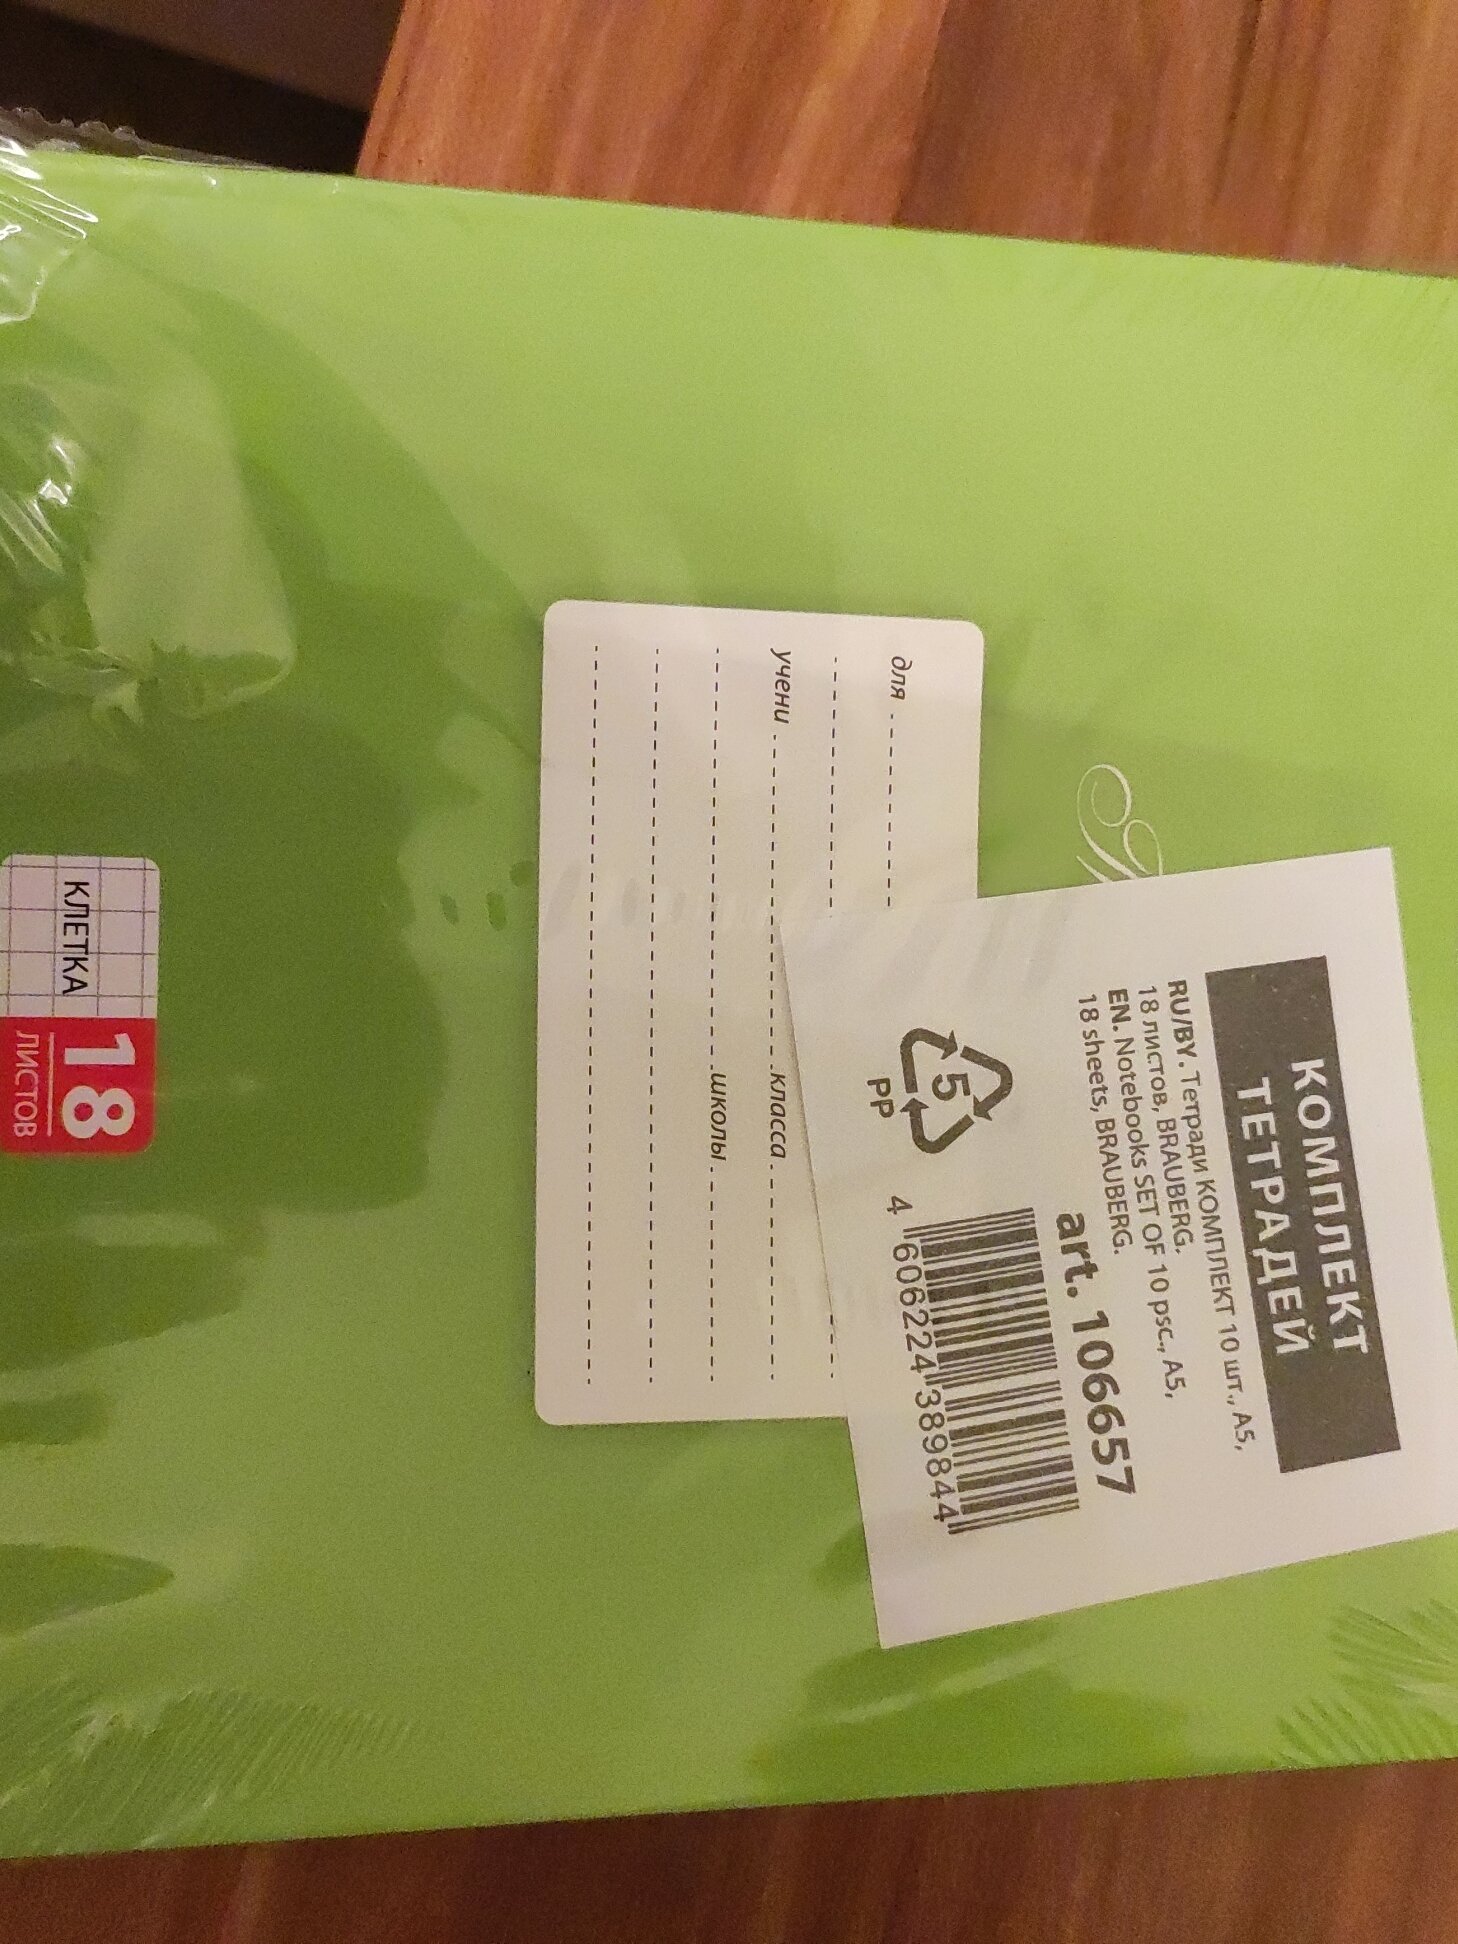 КОМПЛЕКТ
ТЕТРАДЕЙ
RU/BY. Тетради КОМПЛЕКТ 10 шт., А5,
18 листов, BRAUBERG.
EN. Notebooks SET OF 10 psc., A5,
18 sheets, BRAUBERG.
art. 106657
5
PP
4 606224 389844
для
учени класса
школы
КЛЕТКА
18
ЛИСТОВ